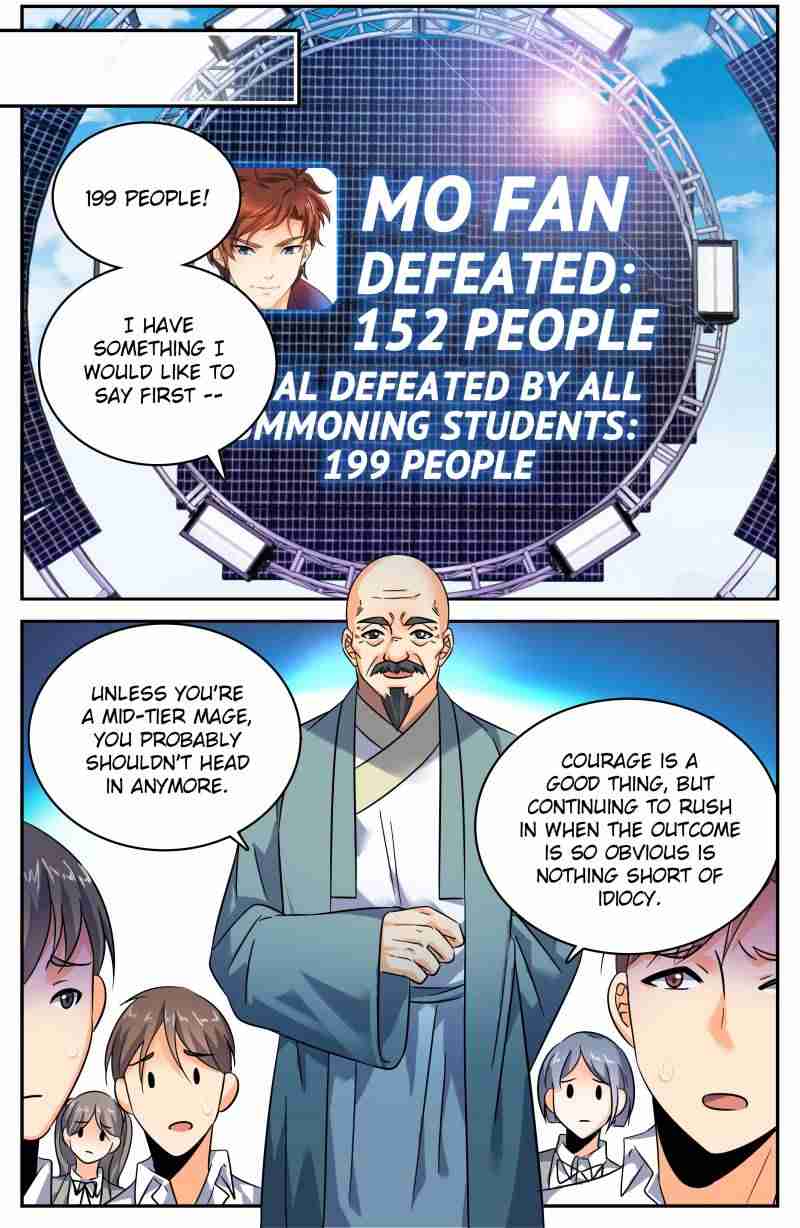 199 PEOPLE!
I HAVE
SOMETHING I
WOULD LIKE TO
SAY FIRST --
MO FAN
DEFEATED:
152 PEOPLE
AL DEFEATED BY ALL
MMONING STUDENTS:
199 PEOPLE
UNLESS YOU'RE
A MID-TIER MAGE,
YOU PROBABLY
SHOULDN'T HEAD
IN ANYMORE.
COURAGE IS A
GOOD THING, BUT
CONTINUING TO RUSH
IN WHEN THE OUTCOME
IS SO OBVIOUS IS
NOTHING SHORT OF
IDIOCY.